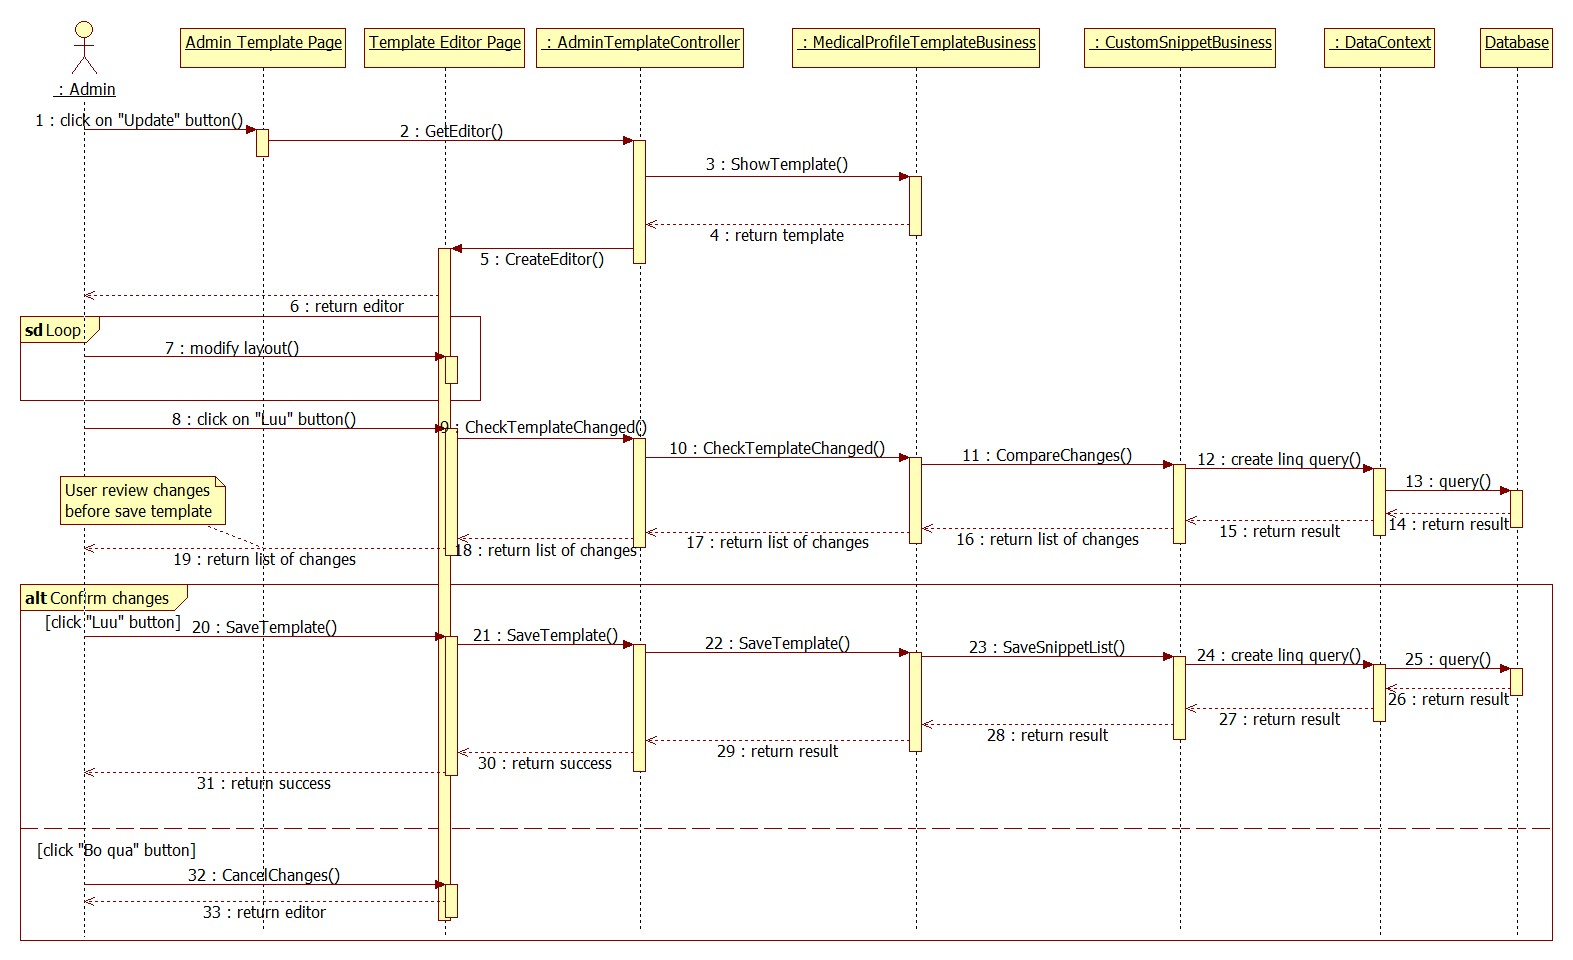 Admin Template Page
Template Editor Page
: AdminTemplateController
: MedicalProfileTemplateBusiness
: CustomSnippetBusiness
: DataContext
Database
: Admin
1 : click on "Update" button()
2 : GetEditor()
3 : ShowTemplate()
4 : return template
5 : CreateEditor()
6 : return editor
sd Loop
7 : modify layout()
8 : click on "Luu" button()
9 : CheckTemplateChanged()
10 : CheckTemplateChanged()
11 : CompareChanges()
12 : create linq query()
13 : query()
User review changes
before save template
14 : return result
15 : return result
16 : return list of changes
17 : return list of changes
18 : return list of changes
19 : return list of changes
alt Confirm changes
[click "Luu" button]
20 : SaveTemplate()
21 : SaveTemplate()
22 : SaveTemplate()
23 : SaveSnippetList()
24 : create linq query()
25 : query()
26 : return result
27 : return result
28 : return result
29 : return result
30 : return success
31 : return success
[click "Bo qua" button]
32 : CancelChanges()
33 : return editor